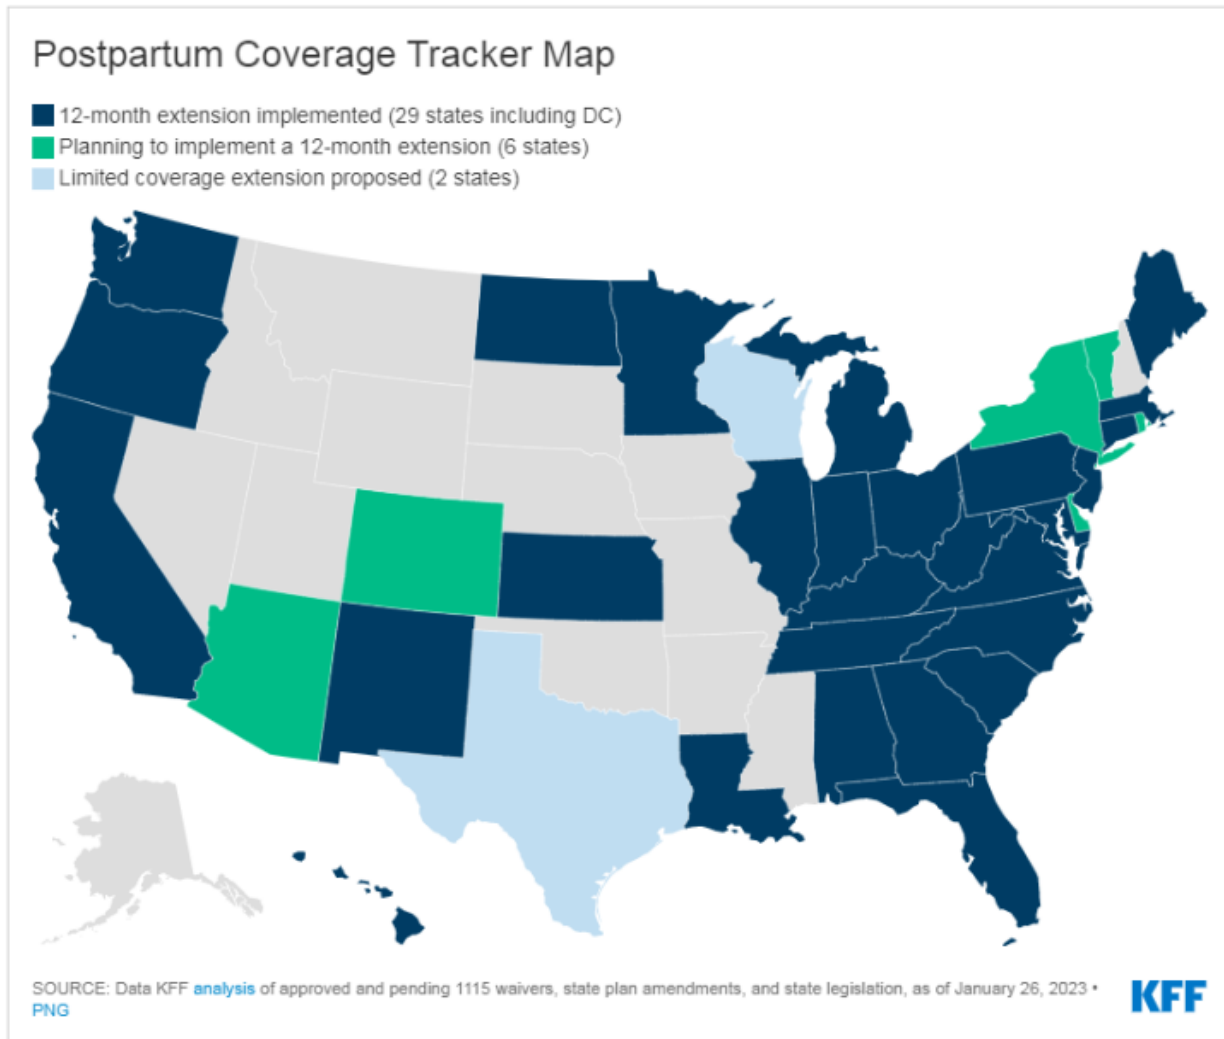 Postpartum Coverage Tracker Map
12-month extension implemented (29 states including DC)
Planning to implement a 12-month extension (6 states)
Limited coverage extension proposed (2 states)
SOURCE: Data KFF analysis of approved and pending 1115 waivers, state plan amendments, and state legislation, as of January 26, 2023 •
PNG
KFF